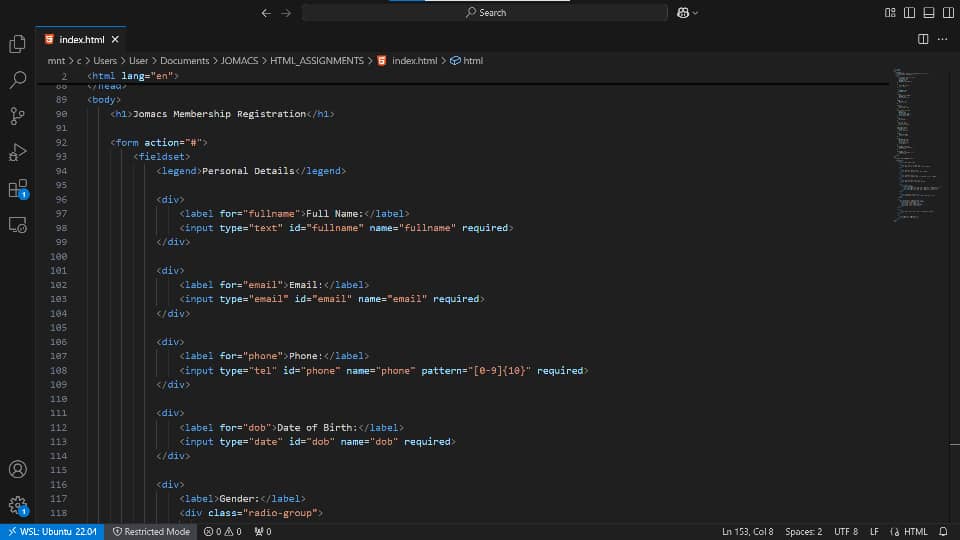 Search
index.html
mnt > c > Users > User > Documents > JOMACS > HTML_ASSIGNMENTS > index.html > html
2 <html lang="en">
88 </head>
89 <body>
90 <h1>Jomacs Membership Registration</h1>
91
92 <form action="#">
93 <fieldset>
94 <legend>Personal Details</legend>
95
96 <div>
97 <label for="fullname">Full Name:</label>
98 <input type="text" id="fullname" name="fullname" required>
99 </div>
100
101 <div>
102 <label for="email">Email:</label>
103 <input type="email" id="email" name="email" required>
104 </div>
105
106 <div>
107 <label for="phone">Phone:</label>
108 <input type="tel" id="phone" name="phone" pattern="[0-9]{10}" required>
109 </div>
110
111 <div>
112 <label for="dob">Date of Birth:</label>
113 <input type="date" id="dob" name="dob" required>
114 </div>
115
116 <div>
117 <label>Gender:</label>
118 <div class="radio-group">
1
1
WSL: Ubuntu 22.04 Restricted Mode 0 0 0 Ln 153, Col 8 Spaces: 2 UTF 8 LF HTML